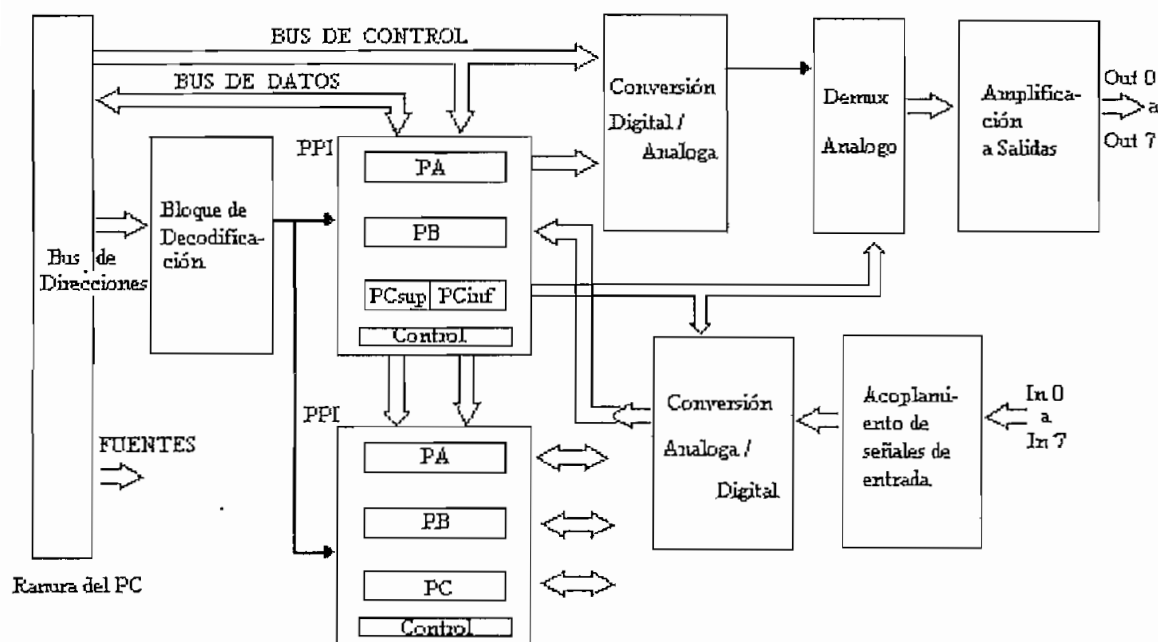 BUS DE CONTROL
BUS DE DATOS
Conversión
Digital /
Analoga
Demux
Analogo
Amplifica-
ción
a Salidas
Out 0
a
Out 7
PPI
PA
PB
PCsup
PCinf
Control
Bloque de
Decodifica-
ción
Bus de
Direcciones
FUENTES
Ranura del PC
PPI
PA
PB
PC
Control
Conversión
Analoga /
Digital
Acoplami-
ento de
señales de
entrada.
In 0
a
In 7